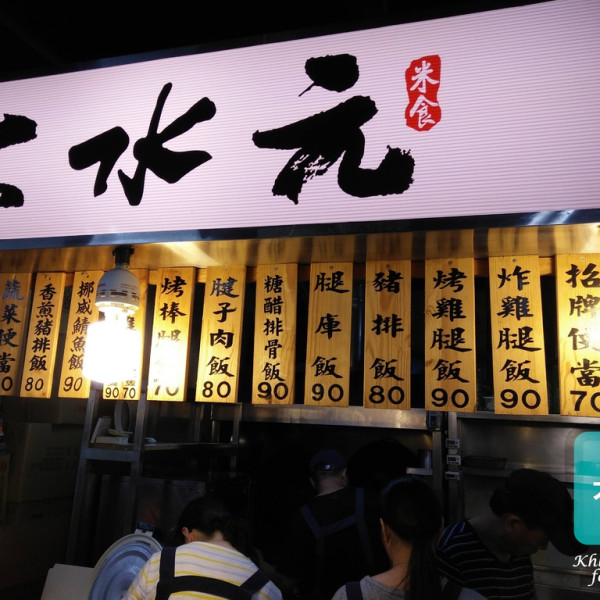 水元
米食
蔬菜便當
香煎豬排飯 80
挪威鯖魚飯 90
90 70
烤棒腿
腱子肉飯 80
糖醋排骨飯 90
腿庫飯 90
豬排飯 80
烤雞腿飯 90
炸雞腿飯 90
招牌便當 70